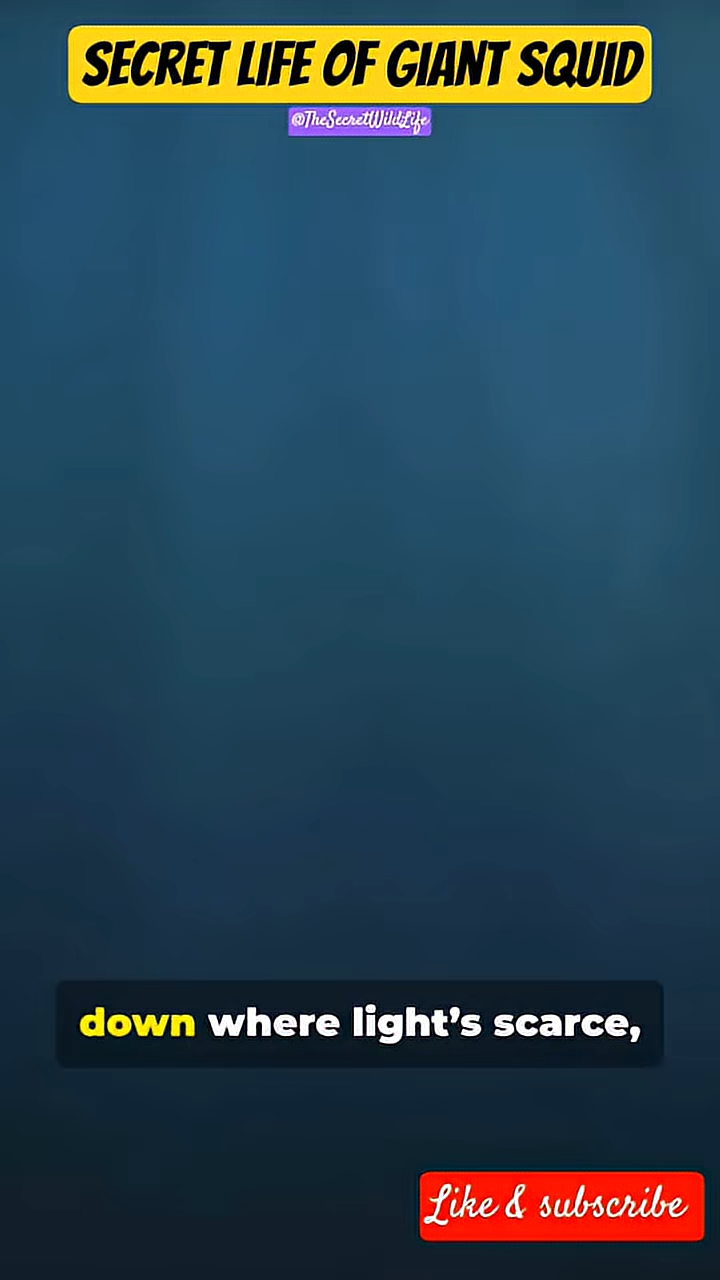 SECRET LIFE OF GIANT SQUID
@TheSecretWildLife
down where light's scarce,
Like & subscribe